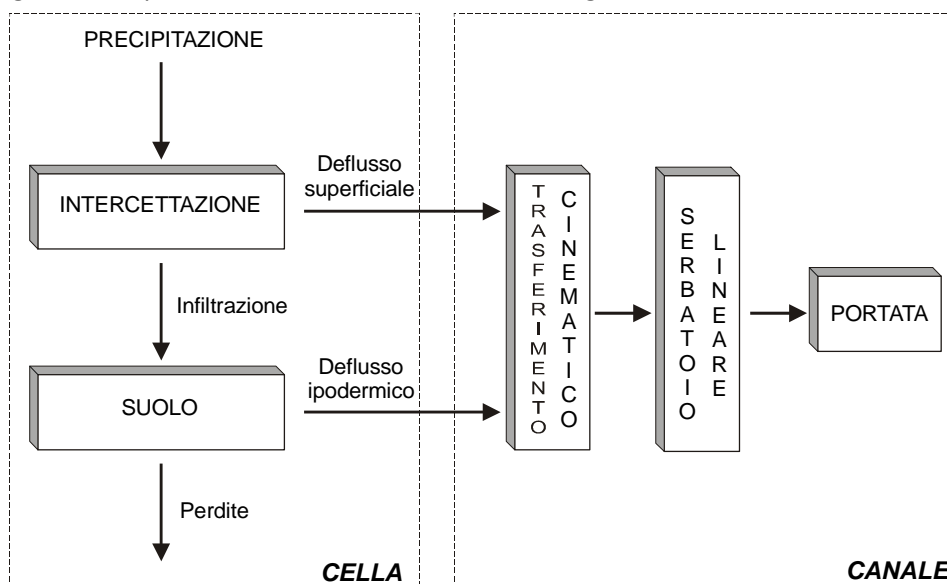 PRECIPITAZIONE
INTERCETTAZIONE
Deflusso
superficiale
Infiltrazione
SUOLO
Deflusso
ipodermico
Perdite
CELLA
TRASFERIMENTO
CINEMATICO
SERBATOIO
LINEARE
PORTATA
CANALE